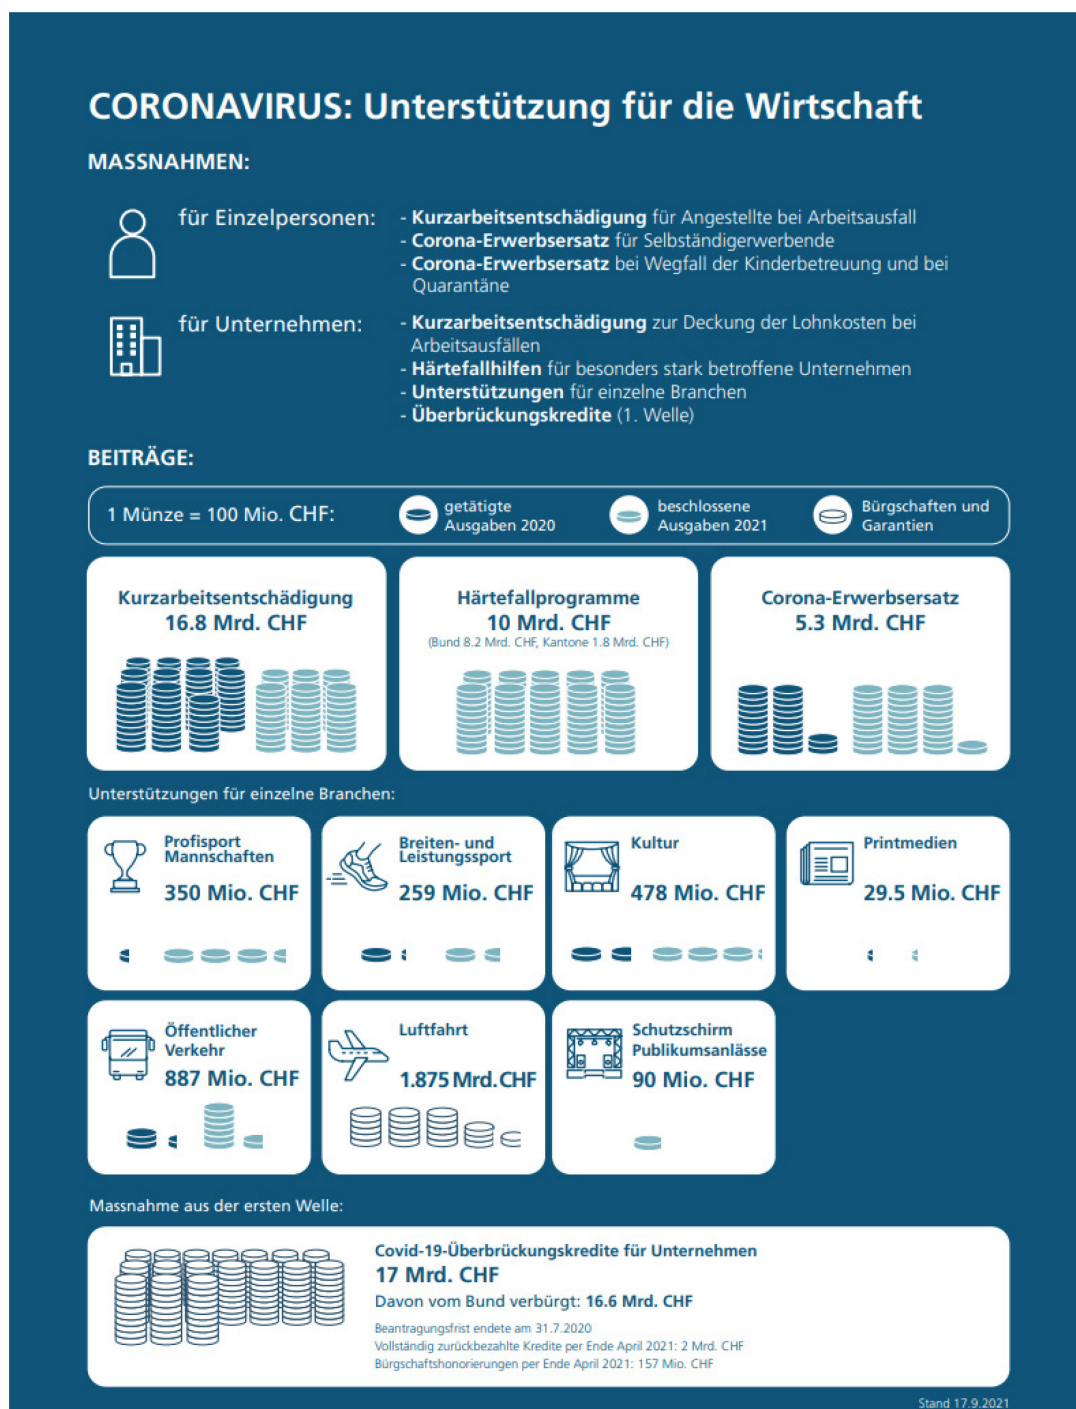 CORONAVIRUS: Unterstützung für die Wirtschaft
MASSNAHMEN:
für Einzelpersonen:
- Kurzarbeitsentschädigung für Angestellte bei Arbeitsausfall
- Corona-Erwerbsersatz für Selbständigerwerbende
- Corona-Erwerbsersatz bei Wegfall der Kinderbetreuung und bei
Quarantäne
für Unternehmen:
- Kurzarbeitsentschädigung zur Deckung der Lohnkosten bei
Arbeitsausfällen
- Härtefallhilfen für besonders stark betroffene Unternehmen
- Unterstützungen für einzelne Branchen
- Überbrückungskredite (1. Welle)
BEITRÄGE:
1 Münze = 100 Mio. CHF:
getätigte
Ausgaben 2020
beschlossene
Ausgaben 2021
Bürgschaften und
Garantien
Kurzarbeitsentschädigung
16.8 Mrd. CHF
Härtefallprogramme
10 Mrd. CHF
(Bund 8.2 Mrd. CHF, Kantone 1.8 Mrd. CHF)
Corona-Erwerbsersatz
5.3 Mrd. CHF
Unterstützungen für einzelne Branchen:
Profisport
Mannschaften
350 Mio. CHF
Breiten- und
Leistungssport
259 Mio. CHF
Kultur
478 Mio. CHF
Printmedien
29.5 Mio. CHF
Öffentlicher
Verkehr
887 Mio. CHF
Luftfahrt
1.875 Mrd. CHF
Schutzschirm
Publikumsanlässe
90 Mio. CHF
Massnahme aus der ersten Welle:
Covid-19-Überbrückungskredite für Unternehmen
17 Mrd. CHF
Davon vom Bund verbürgt: 16.6 Mrd. CHF
Beantragungsfrist endete am 31.7.2020
Vollständig zurückbezahlte Kredite per Ende April 2021: 2 Mrd. CHF
Bürgschaftshonorierungen per Ende April 2021: 157 Mio. CHF
Stand 17.9.2021